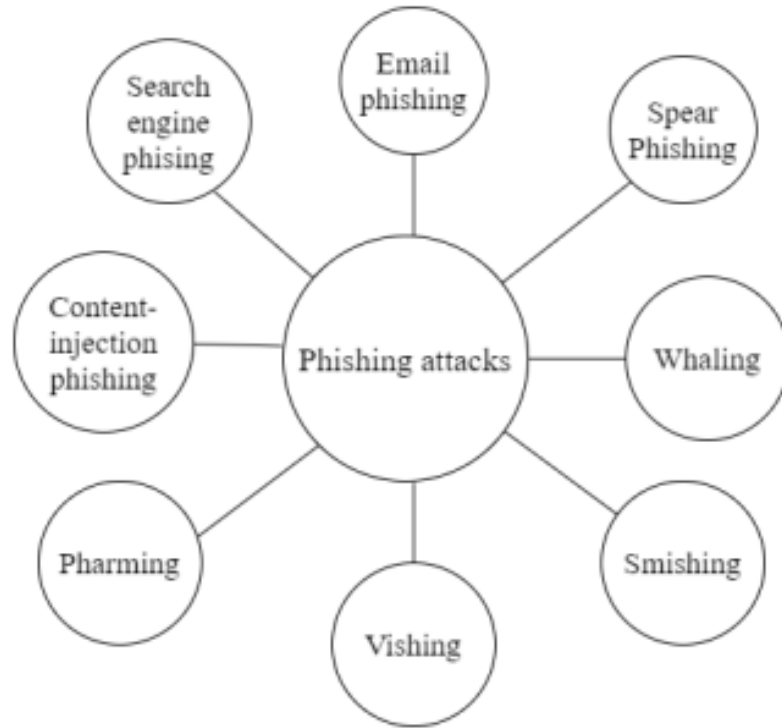 Email
phishing
Search
engine
phising
Spear
Phishing
Content-
injection
phishing
Phishing attacks
Whaling
Pharming
Smishing
Vishing